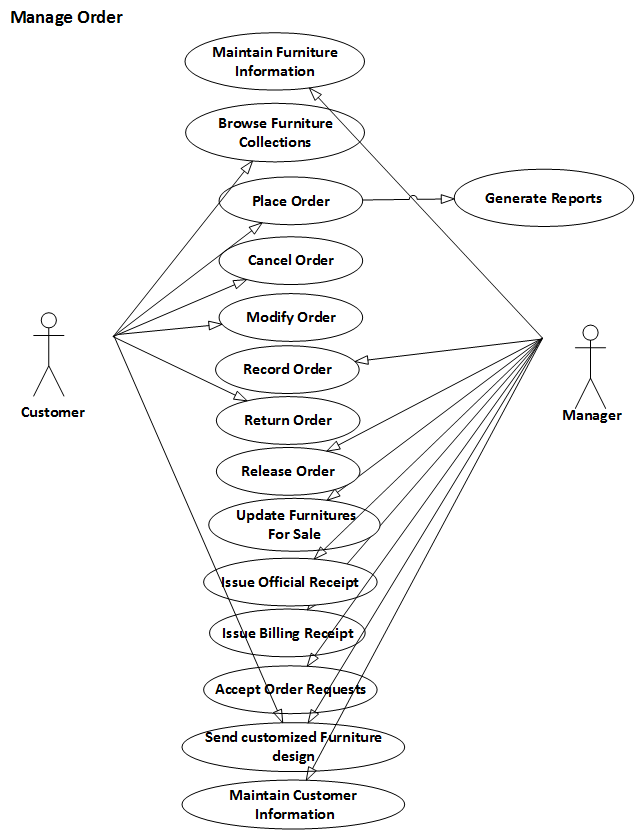 Manage Order
Maintain Furniture
Information
Browse Furniture
Collections
Place Order
Generate Reports
Cancel Order
Modify Order
Record Order
Customer
Manager
Return Order
Release Order
Update Furnitures
For Sale
Issue Official Receipt
Issue Billing Receipt
Accept Order Requests
Send customized Furniture
design
Maintain Customer
Information